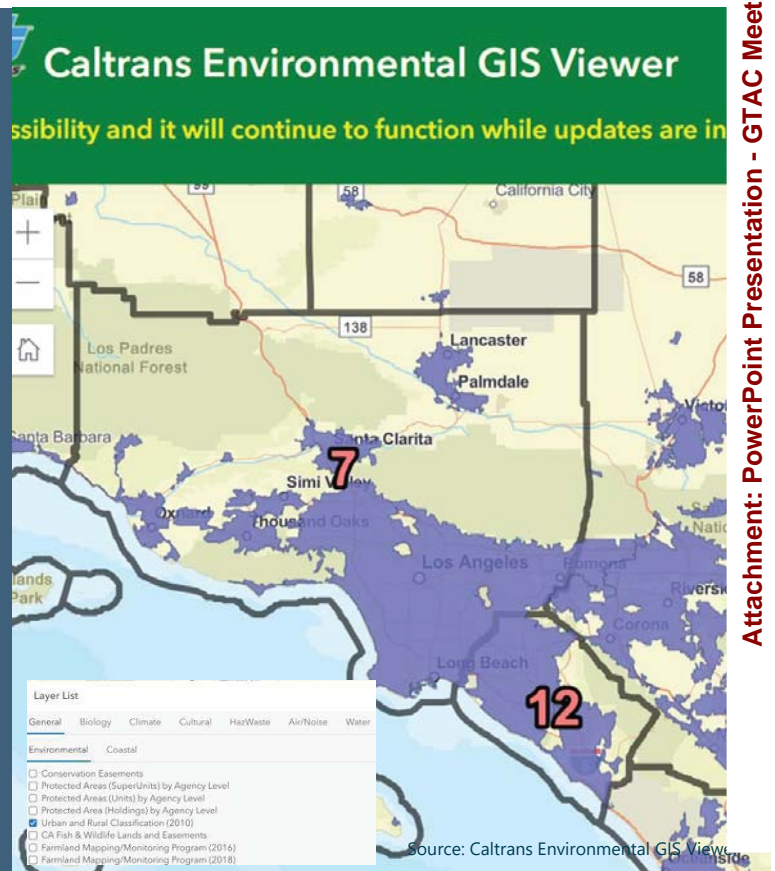 Caltrans Environmental GIS Viewer
ssibility and it will continue to function while updates are in
Attachment: PowerPoint Presentation - GTAC Meet
Plain
58
California City
58
138
Los Padres
National Forest
Lancaster
Palmdale
Santa Barbara
Santa Clarita
7
Simi Valley
Oxnard
Thousand Oaks
Los Angeles
Pomona
lands
Park
Corona
Long Beach
12
Layer List
General Biology Climate Cultural HazWaste Air/Noise Water
Environmental Coastal
Conservation Easements
Protected Areas (SuperUnits) by Agency Level
Protected Areas (Units) by Agency Level
Protected Area (Holdings) by Agency Level
Urban and Rural Classification (2010)
CA Fish & Wildlife Lands and Easements
Farmland Mapping/Monitoring Program (2016)
Farmland Mapping/Monitoring Program (2018)
Source: Caltrans Environmental GIS Viewer
Oceanside